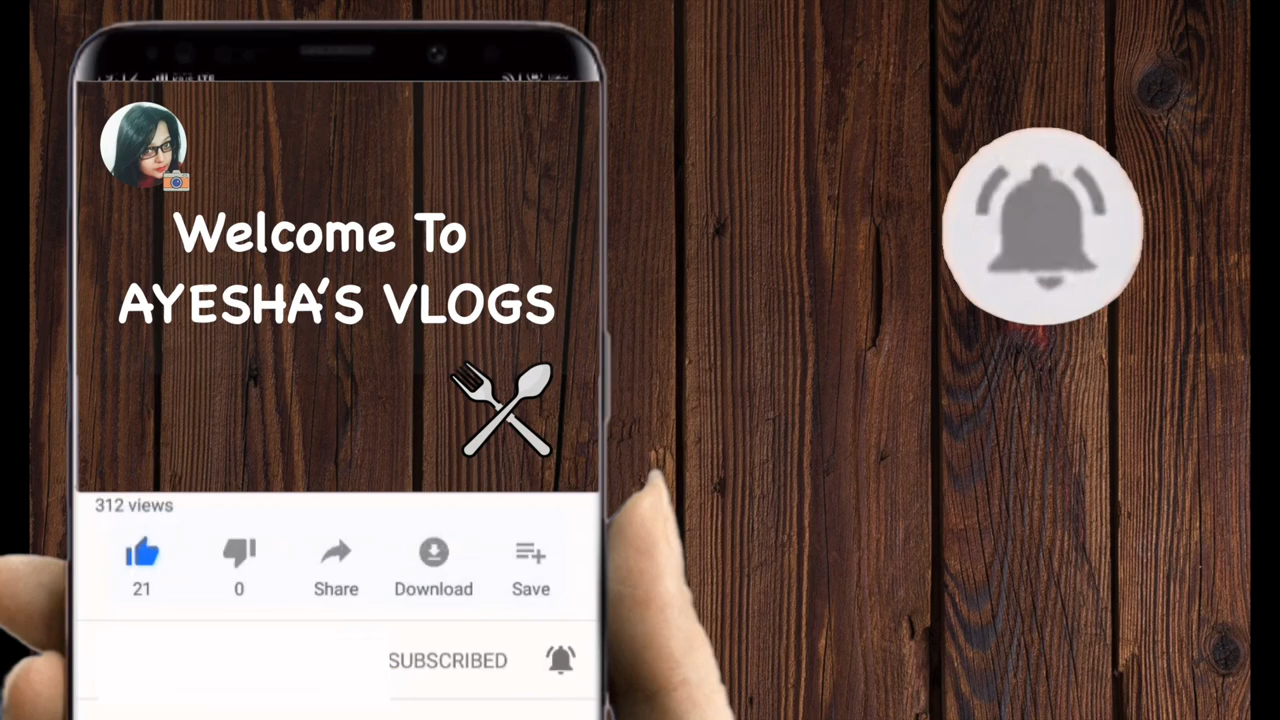 Welcome To
AYESHA'S VLOGS
312 views
21
0
Share
Download
Save
SUBSCRIBED